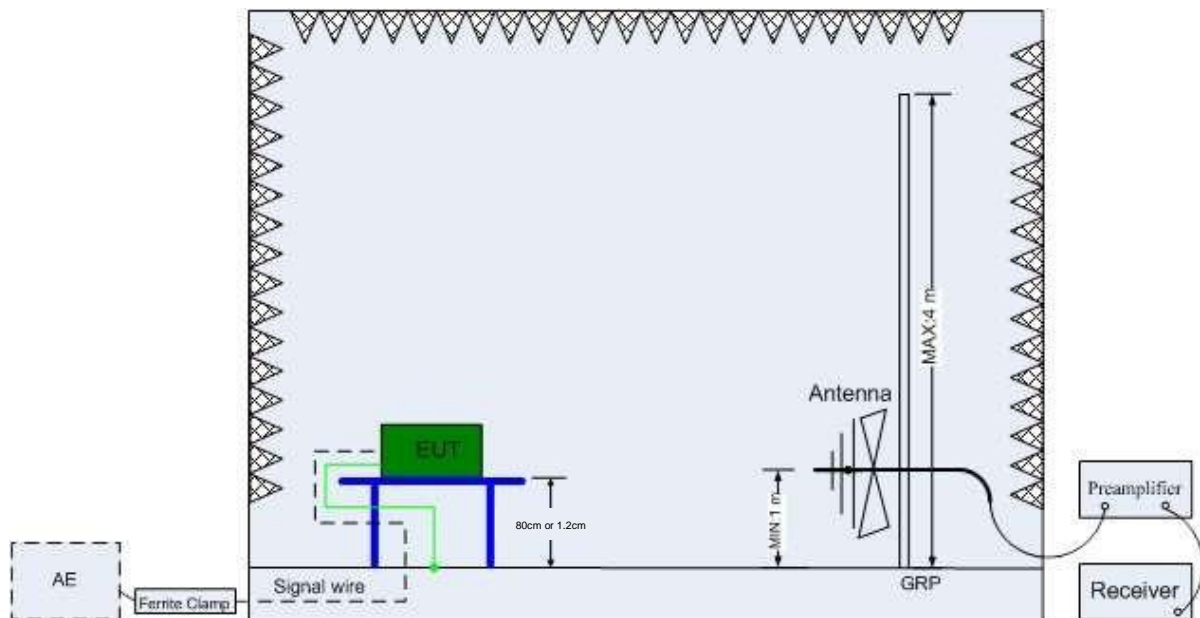 MAX:4 m
Antenna
EUT
80cm or 1.2cm
MIN:1 m
Preamplifier
AE
Ferrite Clamp
Signal wire
GRP
Receiver